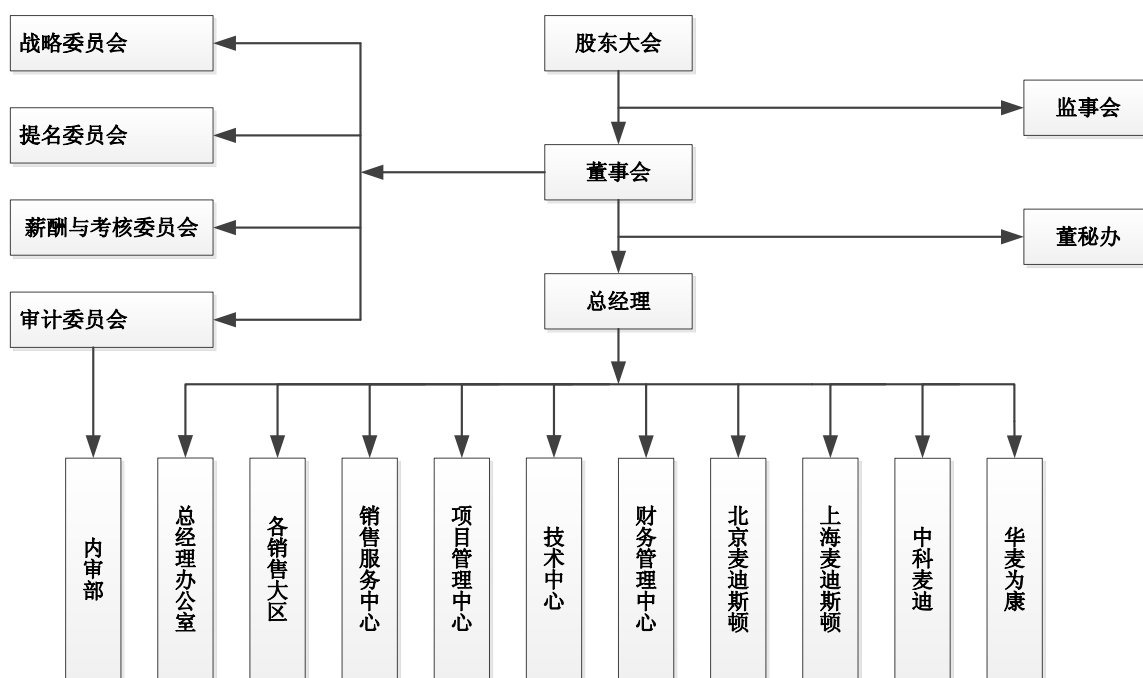 战略委员会
股东大会
监事会
提名委员会
董事会
薪酬与考核委员会
董秘办
总经理
审计委员会
内审部
总经理办公室
各销售大区
销售服务中心
项目管理中心
技术中心
财务管理中心
北京麦迪斯顿
上海麦迪斯顿
中科麦迪
华麦为康